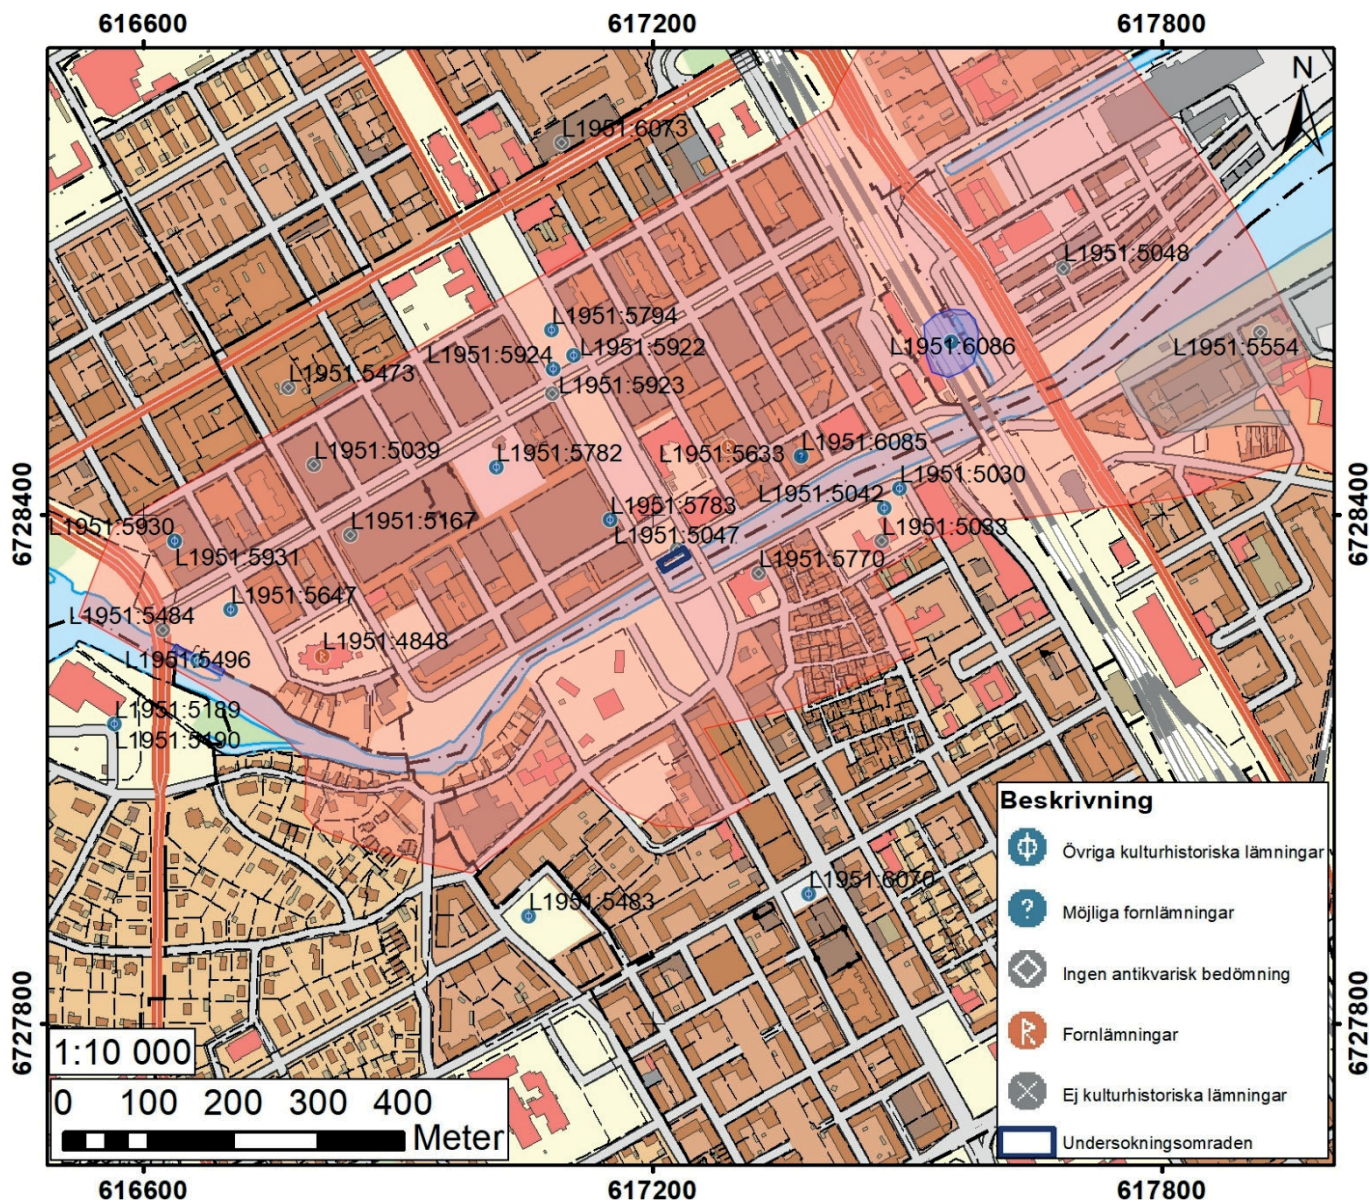 616600
617200
617800
N
L1951:6073
L1951:5048
L1951:5794
L1951:5924
L1951:5922
L1951:6086
L1951:5554
L1951:5473
L1951:5923
L1951:5039
L1951:5782
L1951:5633
L1951:6085
L1951:5030
L1951:5042
6728400
6728400
L1951:5930
L1951:5167
L1951:5783
L1951:5047
L1951:5033
L1951:5931
L1951:5770
L1951:5647
L1951:5484
L1951:4848
L1951:5496
L1951:5189
L1951:5190
L1951:5483
L1951:6070
Beskrivning
Övriga kulturhistoriska lämningar
?
Möjliga fornlämningar
Ingen antikvarisk bedömning
R
Fornlämningar
Ej kulturhistoriska lämningar
Undersokningsomraden
6727800
6727800
1:10 000
0 100 200 300 400
Meter
616600
617200
617800